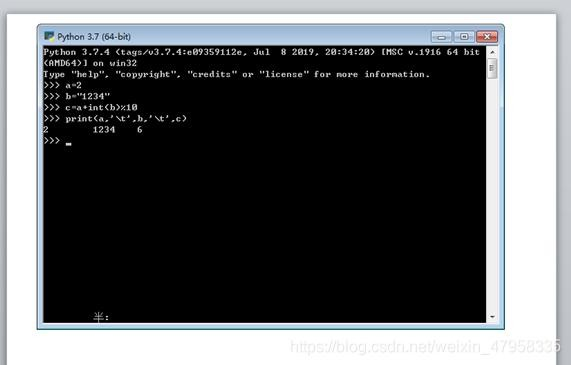 Python 3.7 (64-bit)
Python 3.7.4 (tags/v3.7.4:e09359112e, Jul  8 2019, 20:34:20) [MSC v.1916 64 bit
(AMD64)] on win32
Type "help", "copyright", "credits" or "license" for more information.
>>> a=2
>>> b="1234"
>>> c=a+int(b)%10
>>> print(a,'\t',b,'\t',c)
2        1234    6
>>>
半:
https://blog.csdn.net/weixin_47958335